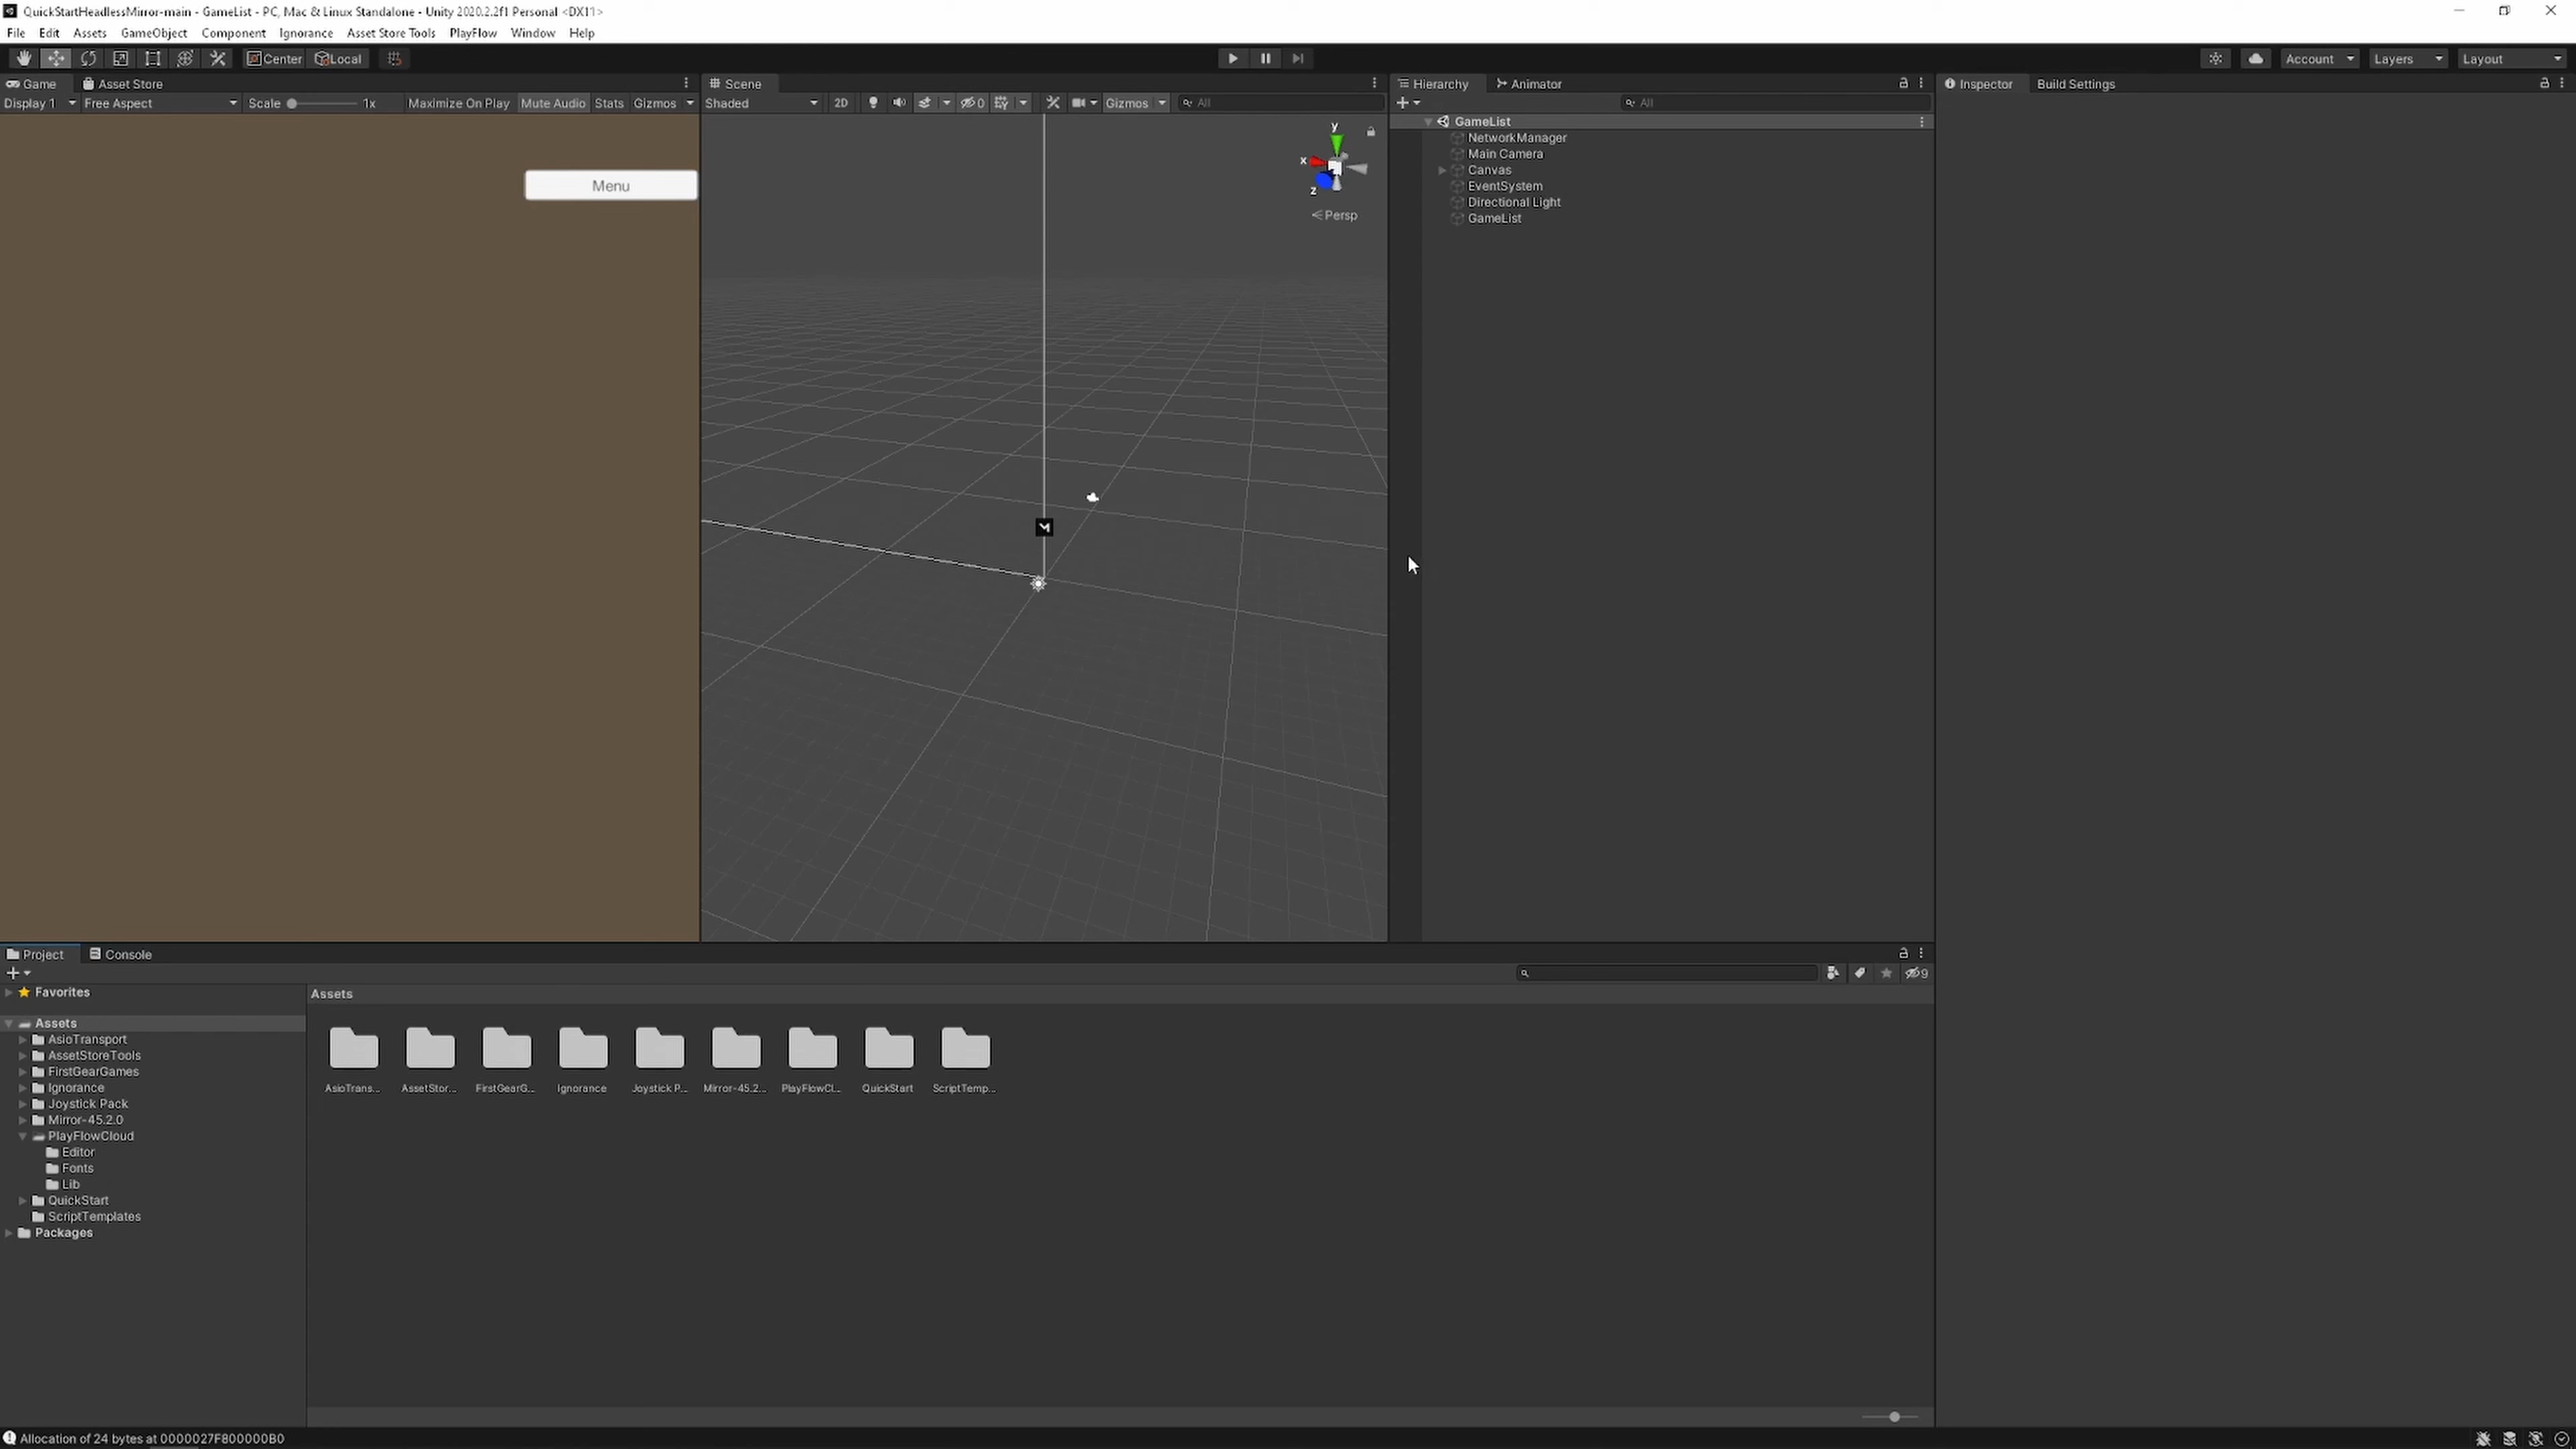 QuickStartHeadlessMirror-main - GameList - PC, Mac & Linux Standalone - Unity 2020.2.2f1 Personal <DX11>
File Edit Assets GameObject Component Ignorance Asset Store Tools PlayFlow Window Help
Center Local Account Layers Layout
Game Asset Store
Display 1 Free Aspect Scale 1x Maximize On Play Mute Audio Stats Gizmos
Menu
Scene
Shaded 2D 0 Gizmos All
y
x
z
Persp
Hierarchy Animator
All
GameList
NetworkManager
Main Camera
Canvas
EventSystem
Directional Light
GameList
Inspector Build Settings
Project Console
9
Favorites
Assets
AsioTransport
AssetStoreTools
FirstGearGames
Ignorance
Joystick Pack
Mirror-45.2.0
PlayFlowCloud
Editor
Fonts
Lib
QuickStart
ScriptTemplates
Packages
Assets
AsioTrans... AssetStor... FirstGearG... Ignorance Joystick P... Mirror-45.2... PlayFlowCl... QuickStart ScriptTemp...
Allocation of 24 bytes at 0000027F800000B0